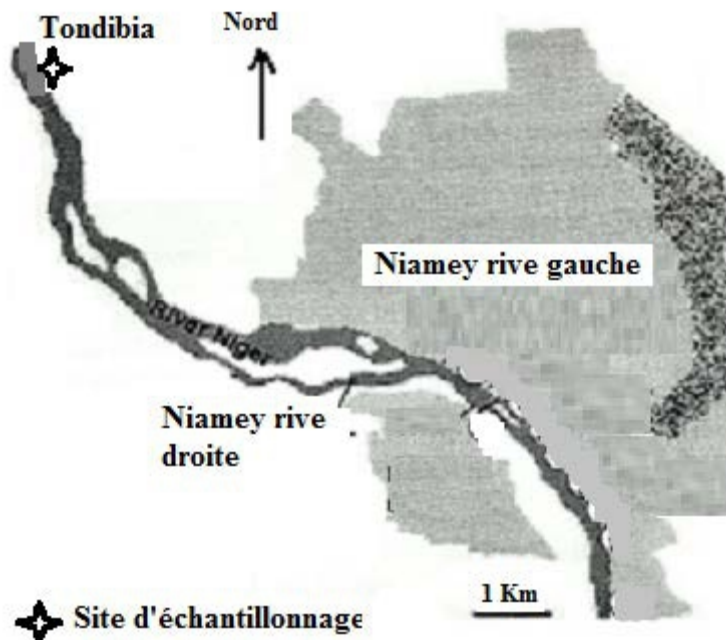 Tondibia
Nord
Niamey rive gauche
River Niger
Niamey rive
droite
1 Km
Site d'échantillonnage